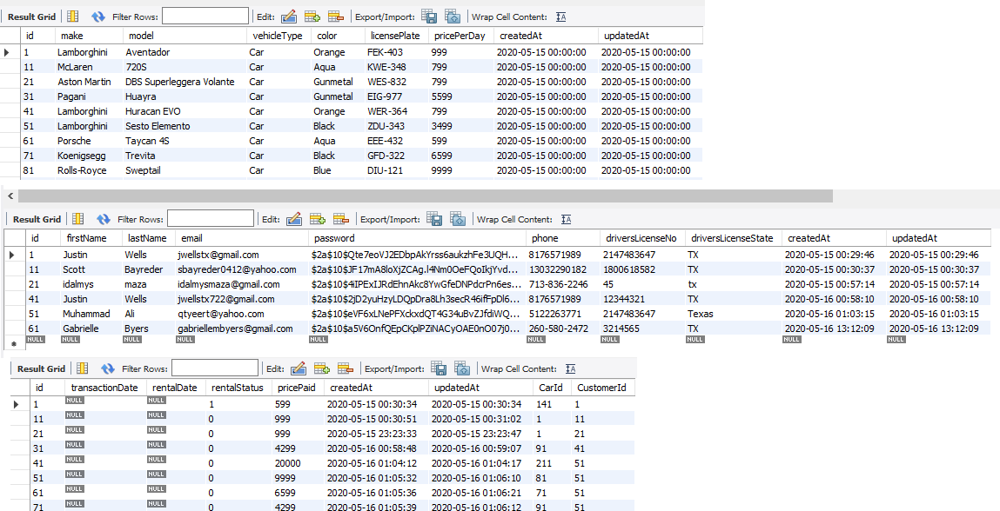 Result Grid Filter Rows: Edit: Export/Import: Wrap Cell Content:
id make model vehicleType color licensePlate pricePerDay createdAt updatedAt
1 Lamborghini Aventador Car Orange FEK-403 999 2020-05-15 00:00:00 2020-05-15 00:00:00
11 McLaren 720S Car Aqua KWE-348 799 2020-05-15 00:00:00 2020-05-15 00:00:00
21 Aston Martin DBS Superleggera Volante Car Gunmetal WES-832 799 2020-05-15 00:00:00 2020-05-15 00:00:00
31 Pagani Huayra Car Gunmetal EIG-977 5599 2020-05-15 00:00:00 2020-05-15 00:00:00
41 Lamborghini Huracan EVO Car Orange WER-364 799 2020-05-15 00:00:00 2020-05-15 00:00:00
51 Lamborghini Sesto Elemento Car Black ZDU-343 3499 2020-05-15 00:00:00 2020-05-15 00:00:00
61 Porsche Taycan 4S Car Aqua EEE-432 599 2020-05-15 00:00:00 2020-05-15 00:00:00
71 Koenigsegg Trevita Car Black GFD-322 6599 2020-05-15 00:00:00 2020-05-15 00:00:00
81 Rolls-Royce Sweptail Car Blue DIU-121 9999 2020-05-15 00:00:00 2020-05-15 00:00:00
Result Grid Filter Rows: Edit: Export/Import: Wrap Cell Content:
id firstName lastName email password phone driversLicenseNo driversLicenseState createdAt updatedAt
1 Justin Wells jwellstx@gmail.com $2a$10$Qte7eoVJ2EDbpAkYrss6aukzhFe3UQH... 8176571989 2147483647 TX 2020-05-15 00:29:46 2020-05-15 00:29:46
11 Scott Bayreder sbayreder0412@yahoo.com $2a$10$JF17mA8loXjZCAg.l4Nm0OeFQoIkjYvd... 13032290182 1800618582 TX 2020-05-15 00:30:37 2020-05-15 00:30:37
21 idalmys maza idalmysmaza@gmail.com $2a$10$4iPExIJRdEhnAkc8YwGfeDNPdcrPn6es... 713-836-2246 45 tx 2020-05-15 00:57:14 2020-05-15 00:57:14
41 Justin Wells jwellstx722@gmail.com $2a$10$2jD2yuHzyLDQpDra8Lh3secR46ifFpDl6... 8176571989 12344321 TX 2020-05-16 00:58:10 2020-05-16 00:58:10
51 Muhammad Ali qtyeert@yahoo.com $2a$10$eVF6xLNePFXckxdQT4G34uBvZJfdiWQ... 5122263771 2147483647 Texas 2020-05-16 01:03:15 2020-05-16 01:03:15
61 Gabrielle Byers gabriellembyers@gmail.com $2a$10$a5V6OnfQEpCKplPZiNACyOAE0nO07j0... 260-580-2472 3214565 TX 2020-05-16 13:12:09 2020-05-16 13:12:09
NULL NULL NULL NULL NULL NULL NULL NULL NULL NULL
Result Grid Filter Rows: Edit: Export/Import: Wrap Cell Content:
id transactionDate rentalDate rentalStatus pricePaid createdAt updatedAt CarId CustomerId
1 NULL NULL 1 599 2020-05-15 00:30:34 2020-05-15 00:30:34 141 1
11 NULL NULL 0 999 2020-05-15 00:30:51 2020-05-15 00:31:02 1 11
21 NULL NULL 0 999 2020-05-15 23:23:33 2020-05-15 23:23:47 1 21
31 NULL NULL 0 4299 2020-05-16 00:58:48 2020-05-16 00:59:07 91 41
41 NULL NULL 0 20000 2020-05-16 01:04:12 2020-05-16 01:04:17 211 51
51 NULL NULL 0 9999 2020-05-16 01:05:32 2020-05-16 01:06:10 81 51
61 NULL NULL 0 6599 2020-05-16 01:05:36 2020-05-16 01:06:21 71 51
71 NULL NULL 0 4299 2020-05-16 01:05:39 2020-05-16 01:06:12 91 51